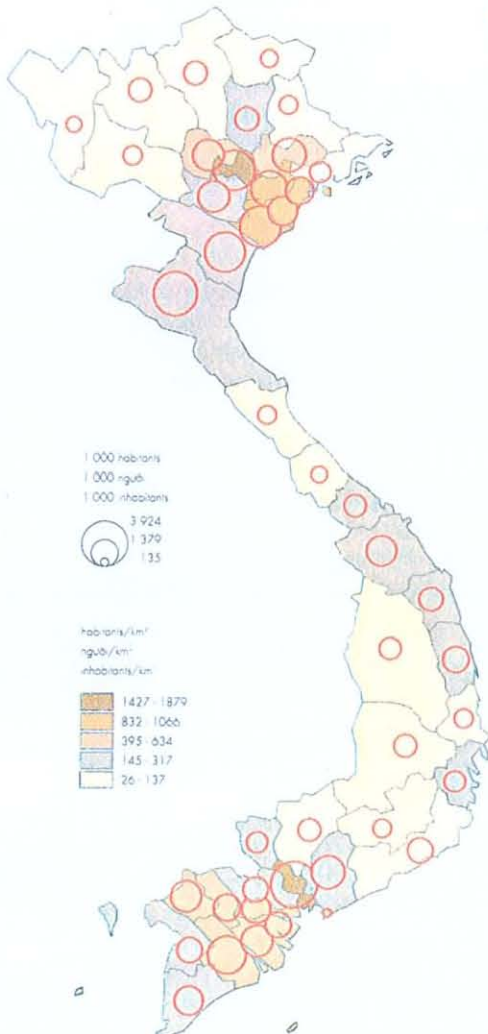 1 000 habitants
1 000 người
1 000 inhabitants
3 924
1 379
135
habitants/km²
người/km²
inhabitants/km
1427 - 1879
832 - 1066
395 - 634
145 - 317
26 - 137